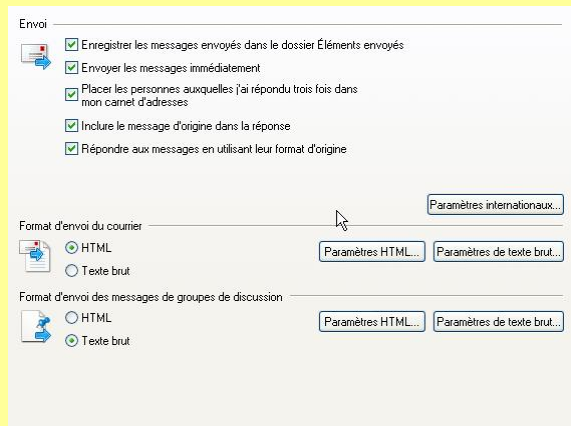 Envoi
Enregistrer les messages envoyés dans le dossier Éléments envoyés
Envoyer les messages immédiatement
Placer les personnes auxquelles j'ai répondu trois fois dans
mon carnet d'adresses
Inclure le message d'origine dans la réponse
Répondre aux messages en utilisant leur format d'origine
Paramètres internationaux...
Format d'envoi du courrier
HTML
Paramètres HTML... Paramètres de texte brut...
Texte brut
Format d'envoi des messages de groupes de discussion
HTML
Paramètres HTML... Paramètres de texte brut...
Texte brut